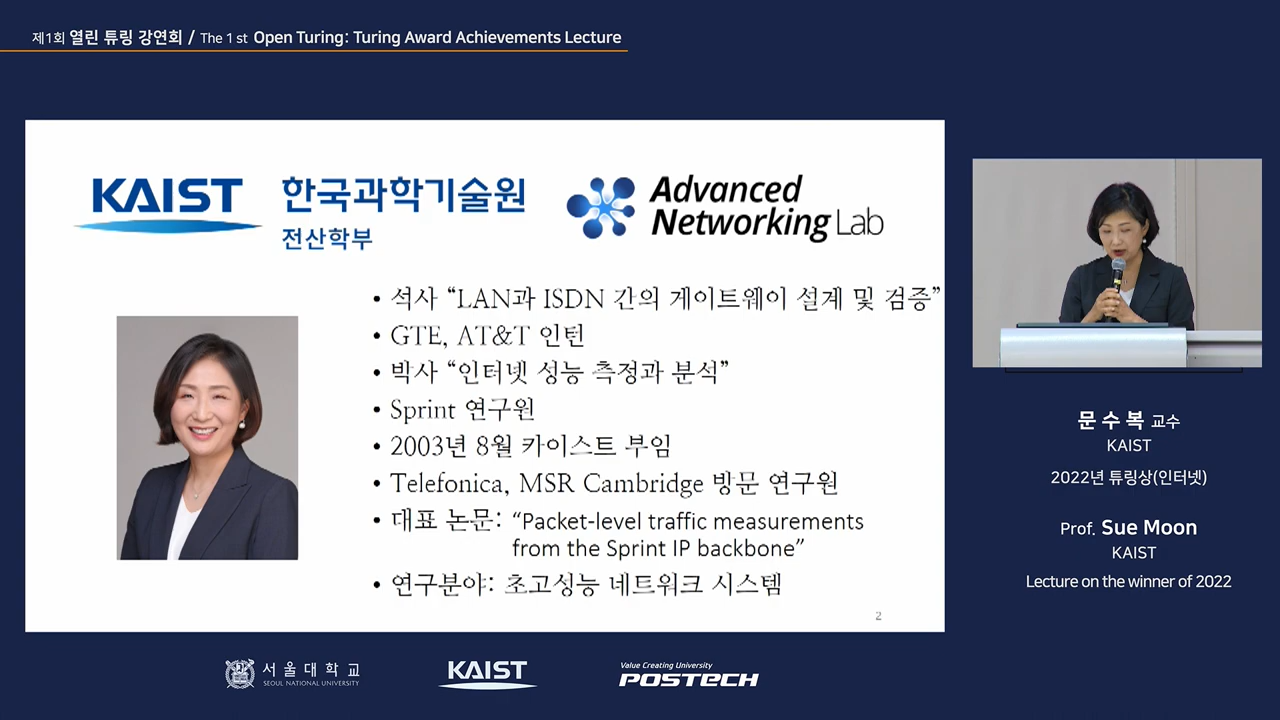 제1회 열린 튜링 강연회 / The 1 st Open Turing: Turing Award Achievements Lecture
KAIST 한국과학기술원
전산학부
Advanced
Networking Lab
• 석사 “LAN과 ISDN 간의 게이트웨이 설계 및 검증”
• GTE, AT&T 인턴
• 박사 “인터넷 성능 측정과 분석”
• Sprint 연구원
• 2003년 8월 카이스트 부임
• Telefonica, MSR Cambridge 방문 연구원
• 대표 논문: “Packet-level traffic measurements
from the Sprint IP backbone”
• 연구분야: 초고성능 네트워크 시스템
2
문수복 교수
KAIST
2022년 튜링상(인터넷)
Prof. Sue Moon
KAIST
Lecture on the winner of 2022
서울대학교
SEOUL NATIONAL UNIVERSITY
KAIST
Value Creating University
POSTECH